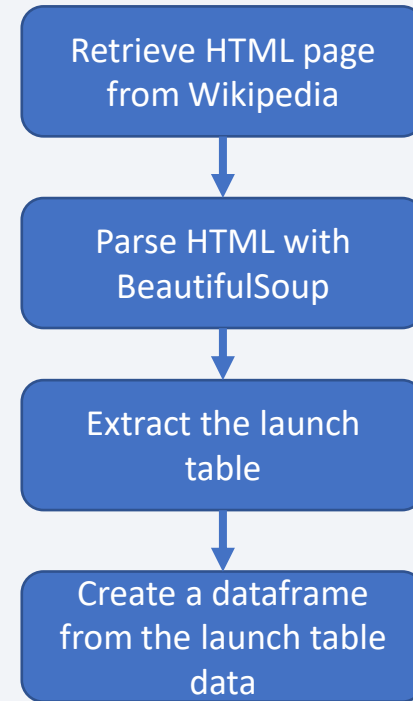 Retrieve HTML page
from Wikipedia
Parse HTML with
BeautifulSoup
Extract the launch
table
Create a dataframe
from the launch table
data